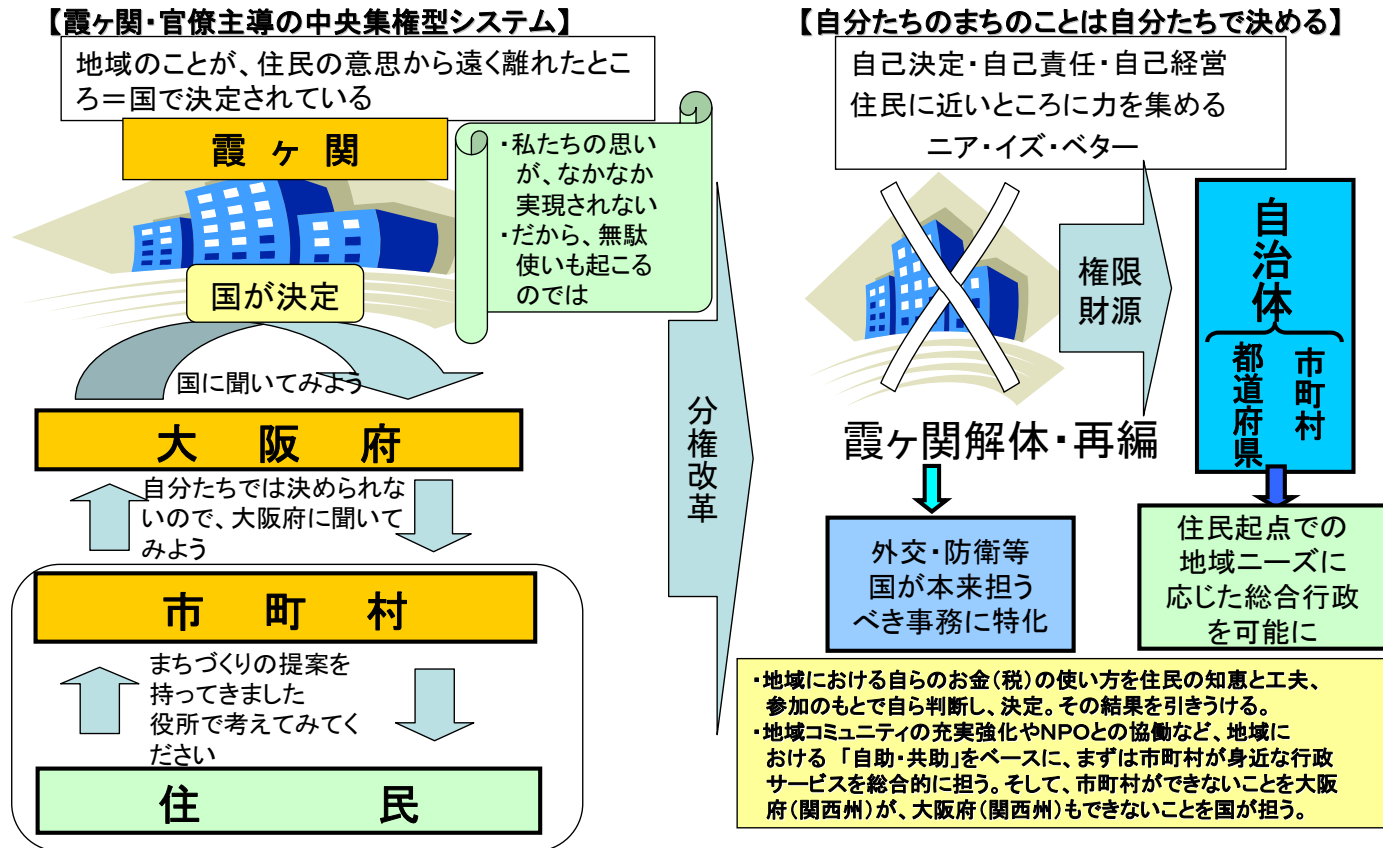 【霞ヶ関・官僚主導の中央集権型システム】
地域のことが、住民の意思から遠く離れたとこ
ろ＝国で決定されている
霞ヶ関
・私たちの思い
が、なかなか
実現されない
・だから、無駄
使いも起こる
のでは
国が決定
国に聞いてみよう
大阪府
自分たちでは決められな
いので、大阪府に聞いて
みよう
市町村
まちづくりの提案を
持ってきました
役所で考えてみてく
ださい
住民
分権改革
【自分たちのまちのことは自分たちで決める】
自己決定・自己責任・自己経営
住民に近いところに力を集める
ニア・イズ・ベター
権限
財源
自治体
都道府県
市町村
霞ヶ関解体・再編
外交・防衛等
国が本来担う
べき事務に特化
住民起点での
地域ニーズに
応じた総合行政
を可能に
・地域における自らのお金（税）の使い方を住民の知恵と工夫、
参加のもとで自ら判断し、決定。その結果を引きうける。
・地域コミュニティの充実強化やNPOとの協働など、地域に
おける 「自助・共助」をベースに、まずは市町村が身近な行政
サービスを総合的に担う。そして、市町村ができないことを大阪
府（関西州）が、大阪府（関西州）もできないことを国が担う。